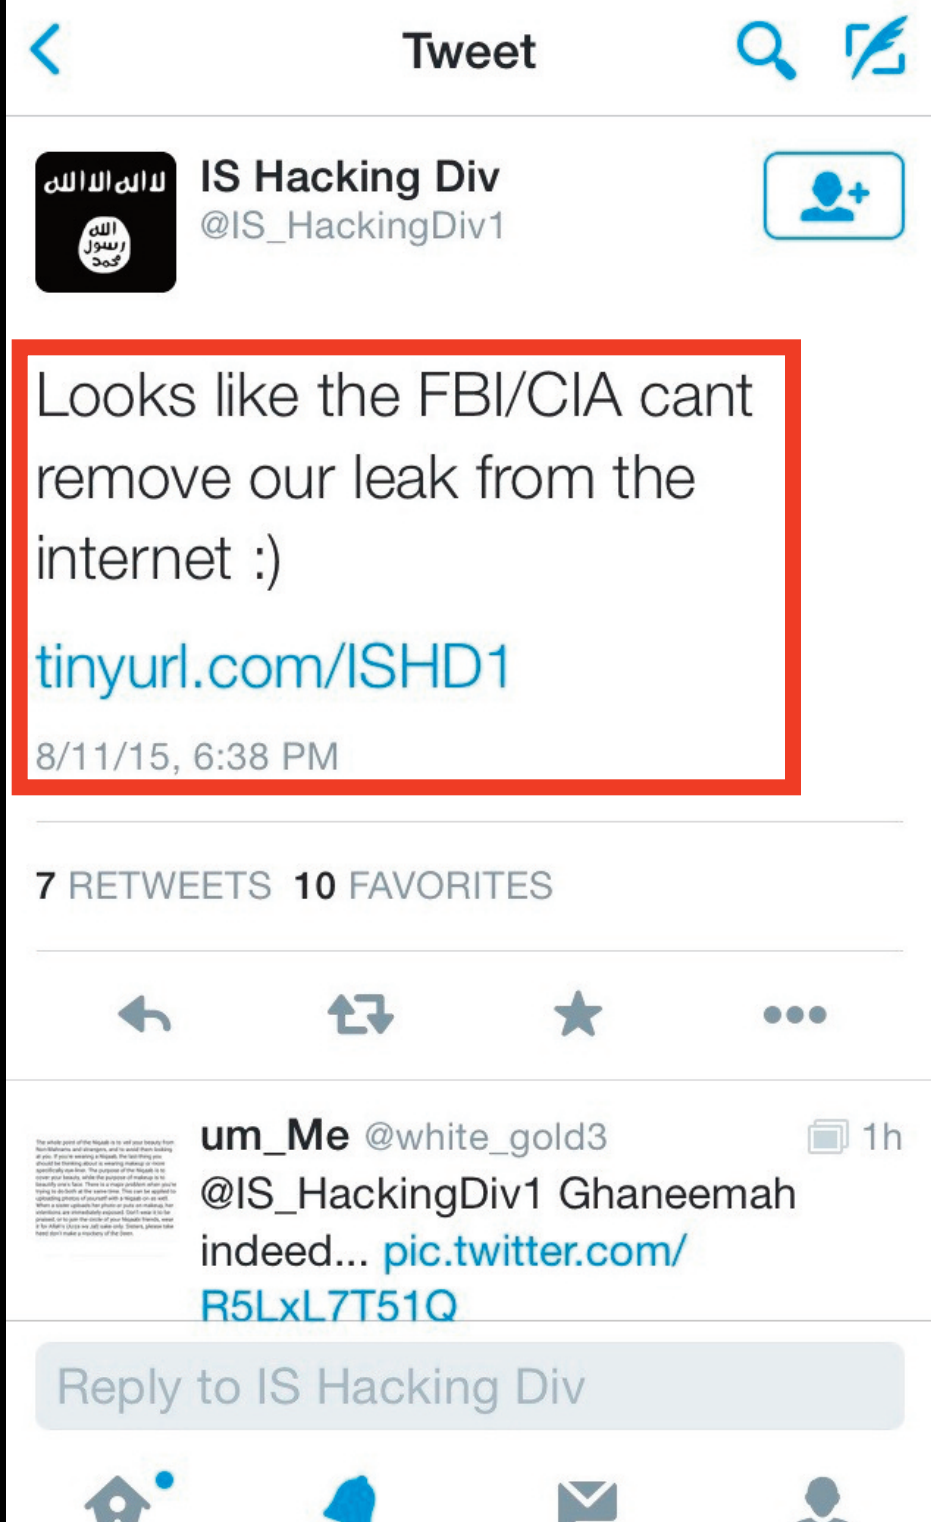 Tweet
لا اله الا الله
الله
رسول
محمد
IS Hacking Div
@IS_HackingDiv1
Looks like the FBI/CIA cant
remove our leak from the
internet :)
tinyurl.com/ISHD1
8/11/15, 6:38 PM
7 RETWEETS 10 FAVORITES
um_Me @white_gold3 1h
@IS_HackingDiv1 Ghaneemah
indeed... pic.twitter.com/
R5LxL7T51Q
Reply to IS Hacking Div